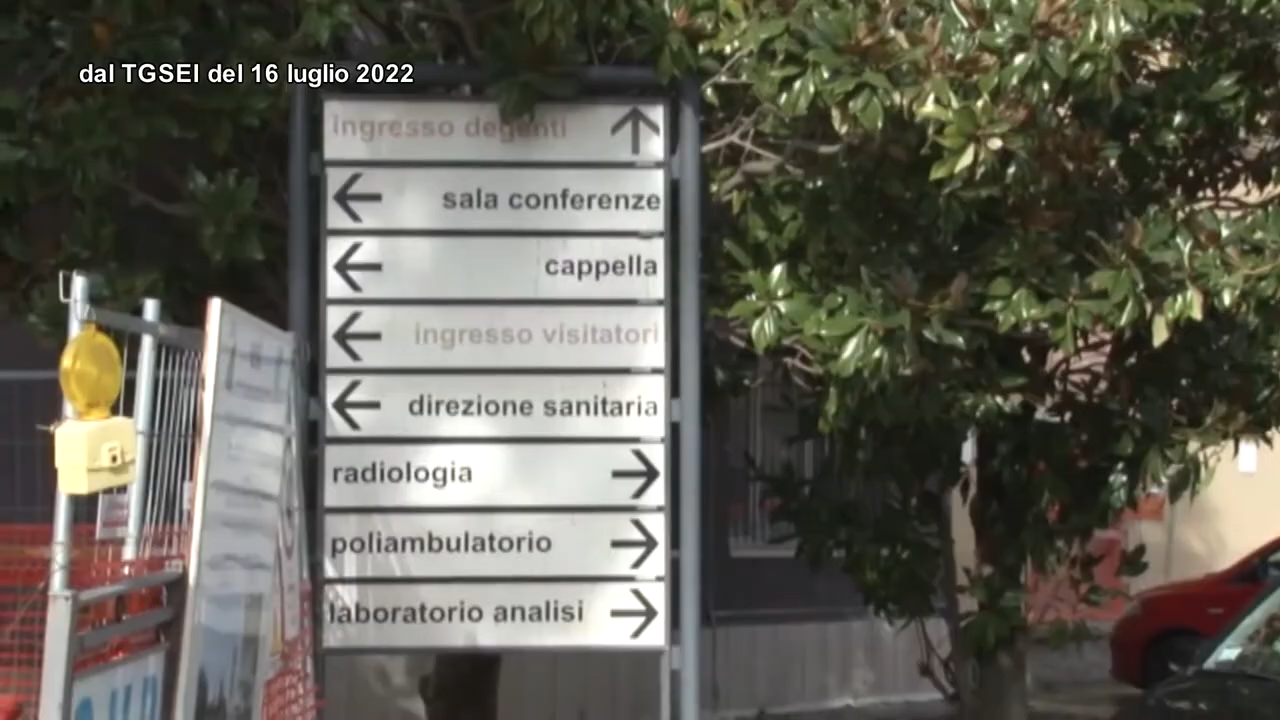 dal TGSEI del 16 luglio 2022
ingresso degenti
sala conferenze
cappella
ingresso visitatori
direzione sanitaria
radiologia
poliambulatorio
laboratorio analisi